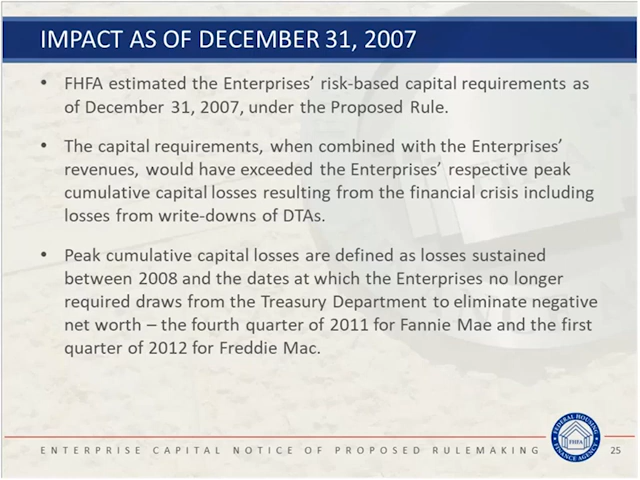 IMPACT AS OF DECEMBER 31, 2007
• FHFA estimated the Enterprises’ risk-based capital requirements as
of December 31, 2007, under the Proposed Rule.
• The capital requirements, when combined with the Enterprises’
revenues, would have exceeded the Enterprises’ respective peak
cumulative capital losses resulting from the financial crisis including
losses from write-downs of DTAs.
• Peak cumulative capital losses are defined as losses sustained
between 2008 and the dates at which the Enterprises no longer
required draws from the Treasury Department to eliminate negative
net worth – the fourth quarter of 2011 for Fannie Mae and the first
quarter of 2012 for Freddie Mac.
FEDERAL HOUSING
FHFA
FINANCE AGENCY
ENTERPRISE CAPITAL NOTICE OF PROPOSED RULEMAKING
25